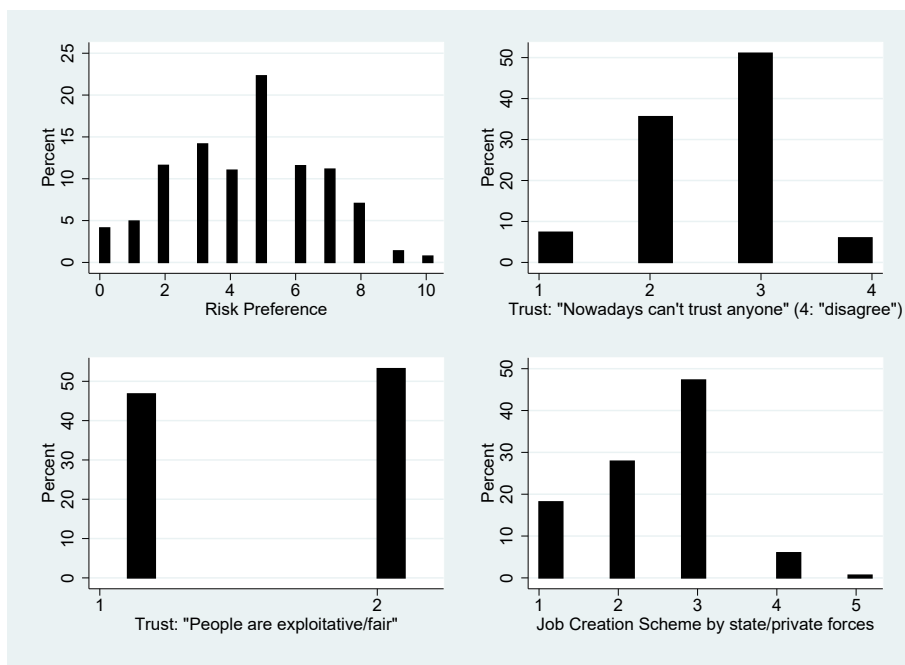 25
20
15
10
5
0
Percent
0 2 4 6 8 10
Risk Preference
50
40
30
20
10
0
Percent
1 2 3 4
Trust: "Nowadays can't trust anyone" (4: "disagree")
50
40
30
20
10
0
Percent
1 2
Trust: "People are exploitative/fair"
50
40
30
20
10
0
Percent
1 2 3 4 5
Job Creation Scheme by state/private forces